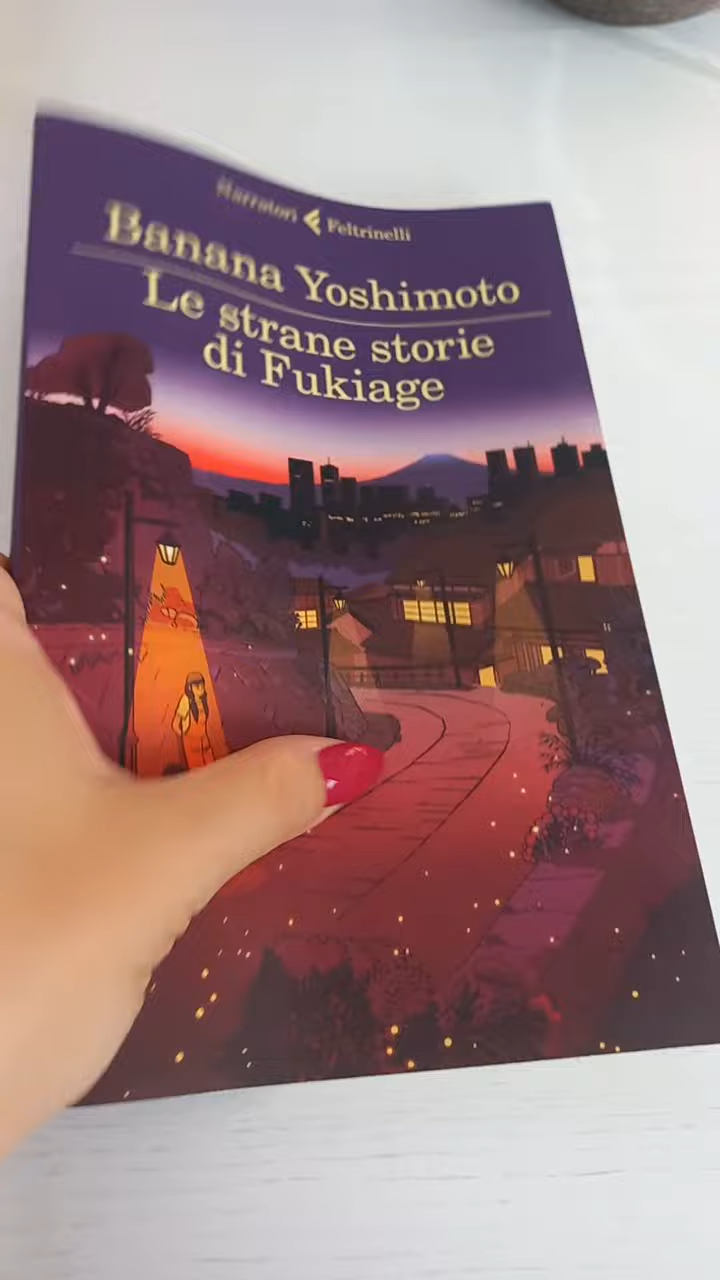 Narratori Feltrinelli
Banana Yoshimoto
Le strane storie
di Fukiage